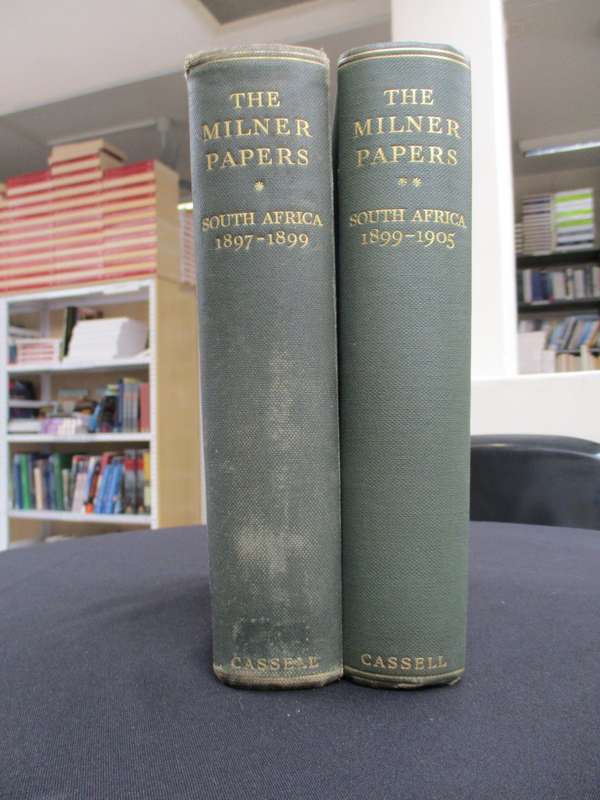 THE
MILNER
PAPERS
*
SOUTH AFRICA
1897-1899
CASSELL
THE
MILNER
PAPERS
**
SOUTH AFRICA
1899-1905
CASSELL